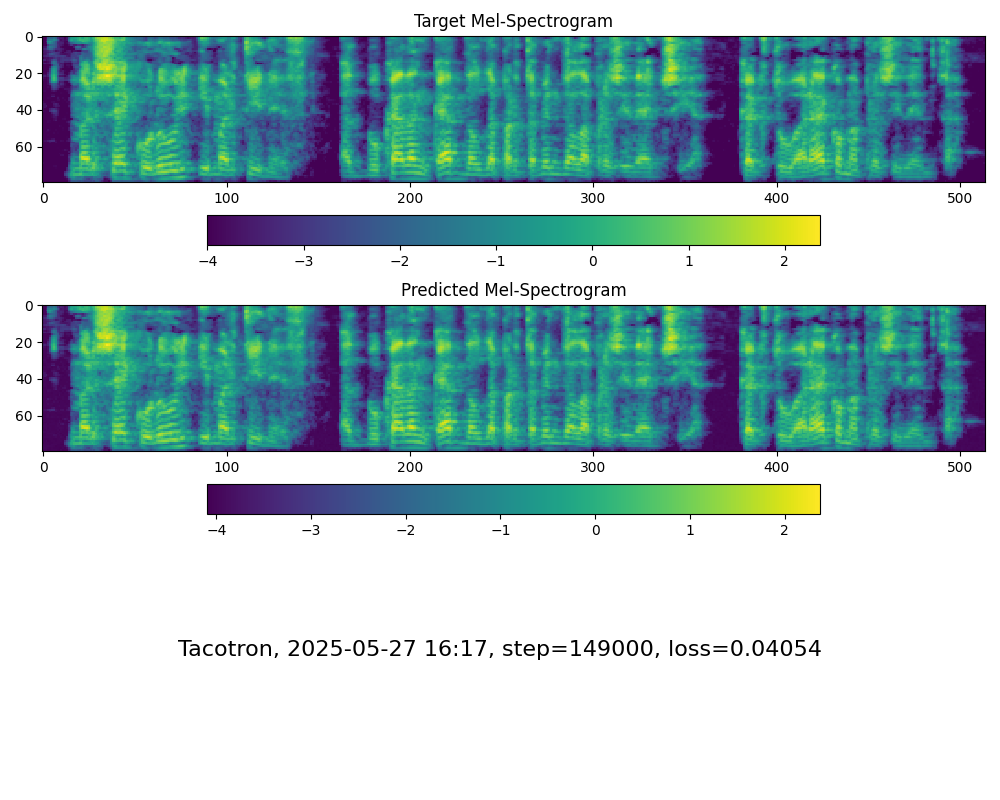 Target Mel-Spectrogram
0
20
40
60
0 100 200 300 400 500
−4 −3 −2 −1 0 1 2
Predicted Mel-Spectrogram
0
20
40
60
100 200 300 400 500
−4 −3 −2 −1 0 1 2
Tacotron, 2025-05-27 16:17, step=149000, loss=0.04054